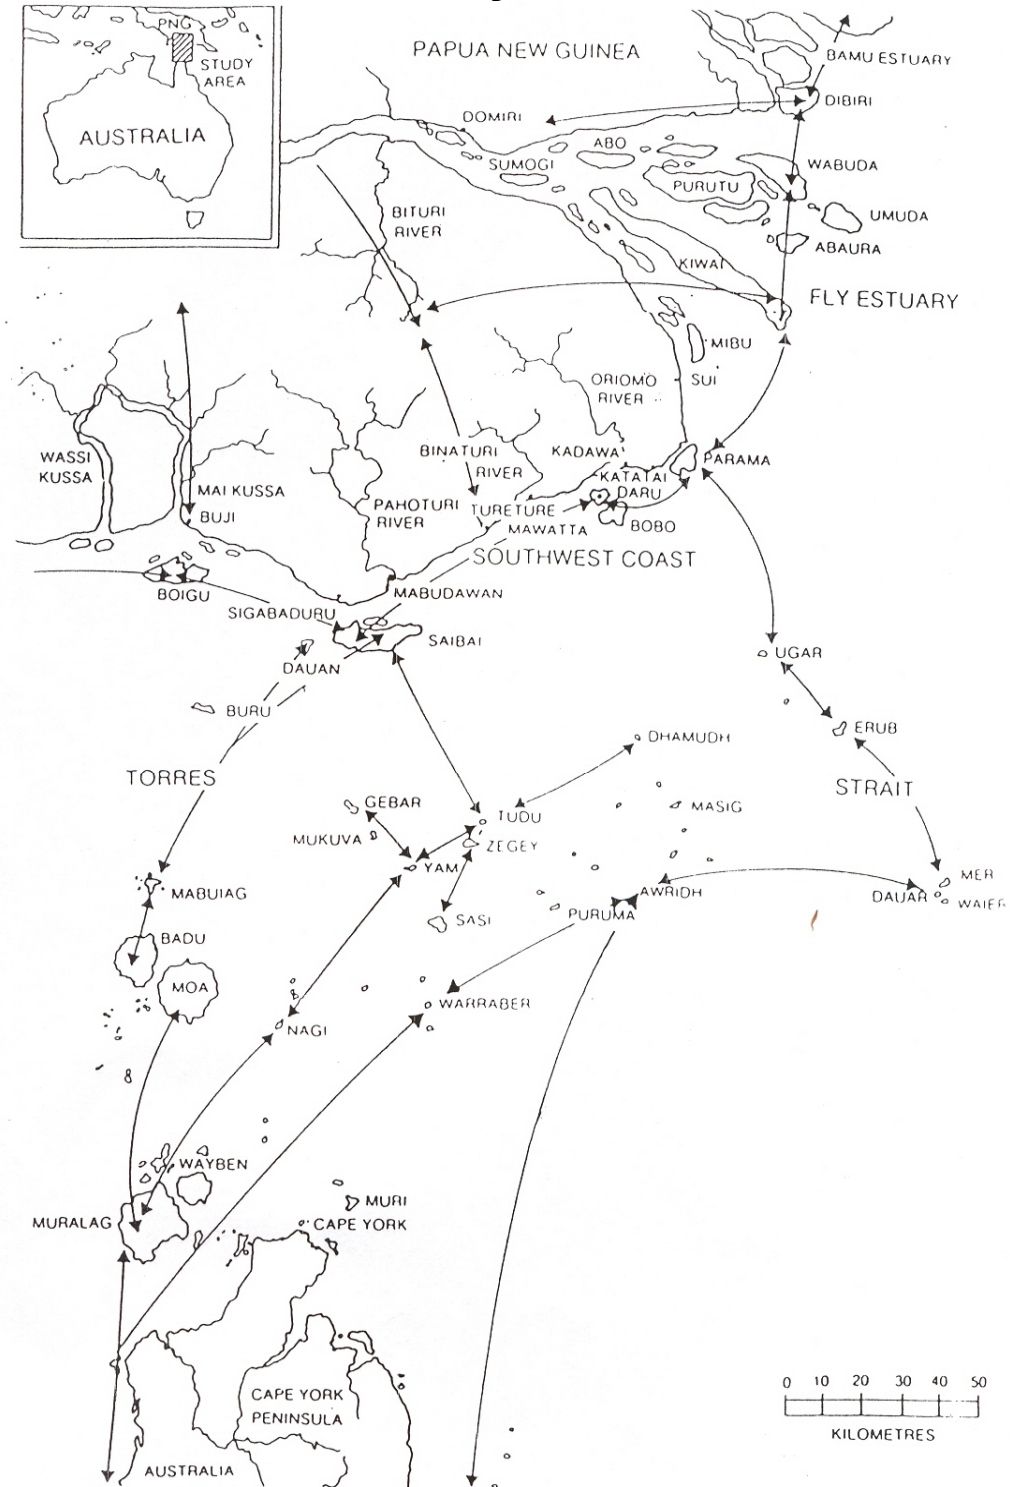 PNG
STUDY
AREA
AUSTRALIA
PAPUA NEW GUINEA
BAMU ESTUARY
DIBIRI
DOMIRI
ABO
SUMOGI
WABUDA
PURUTU
UMUDA
ABAURA
BITURI
RIVER
KIWAI
FLY ESTUARY
MIBU
ORIOMO
RIVER
SUI
WASSI
KUSSA
MAI KUSSA
BUJI
BINATURI
RIVER
KADAWA
PARAMA
KATATAI
DARU
PAHOTURI
RIVER
TURETURE
MAWATTA
BOBO
SOUTHWEST COAST
BOIGU
MABUDAWAN
SIGABADURU
SAIBAI
DAUAN
UGAR
BURU
ERUB
DHAMUDH
TORRES
STRAIT
GEBAR
MASIG
TUDU
MUKUVA
ZEGEY
YAM
MABUIAG
AWRIDH
MER
DAUAR
WAIER
PURUMA
SASI
BADU
MOA
WARRABER
NAGI
WAYBEN
MURI
MURALAG
CAPE YORK
0 10 20 30 40 50
KILOMETRES
CAPE YORK
PENINSULA
AUSTRALIA